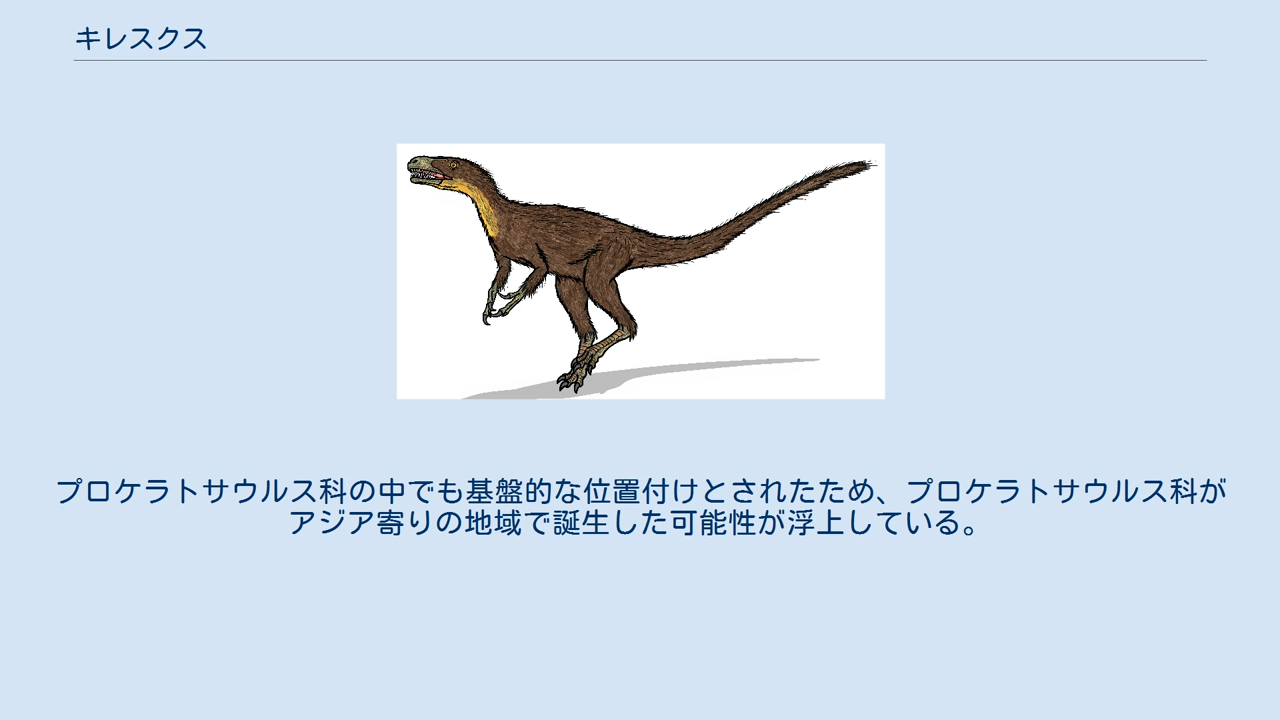 キレスクス
プロケラトサウルス科の中でも基盤的な位置付けとされたため、プロケラトサウルス科が
アジア寄りの地域で誕生した可能性が浮上している。